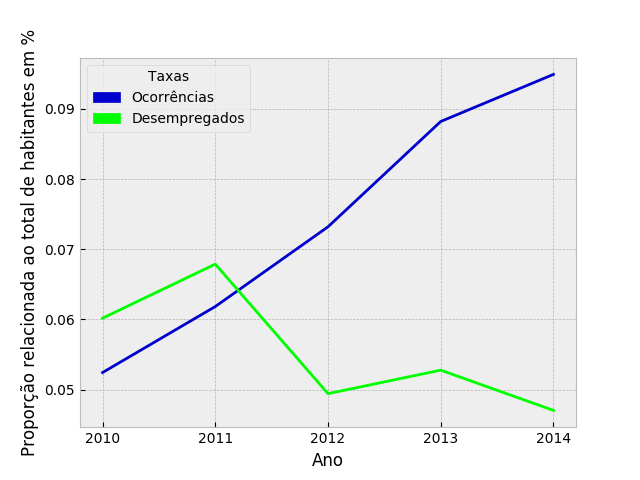 Proporção relacionada ao total de habitantes em %
Taxas
Ocorrências
Desempregados
0.09
0.08
0.07
0.06
0.05
2010 2011 2012 2013 2014
Ano